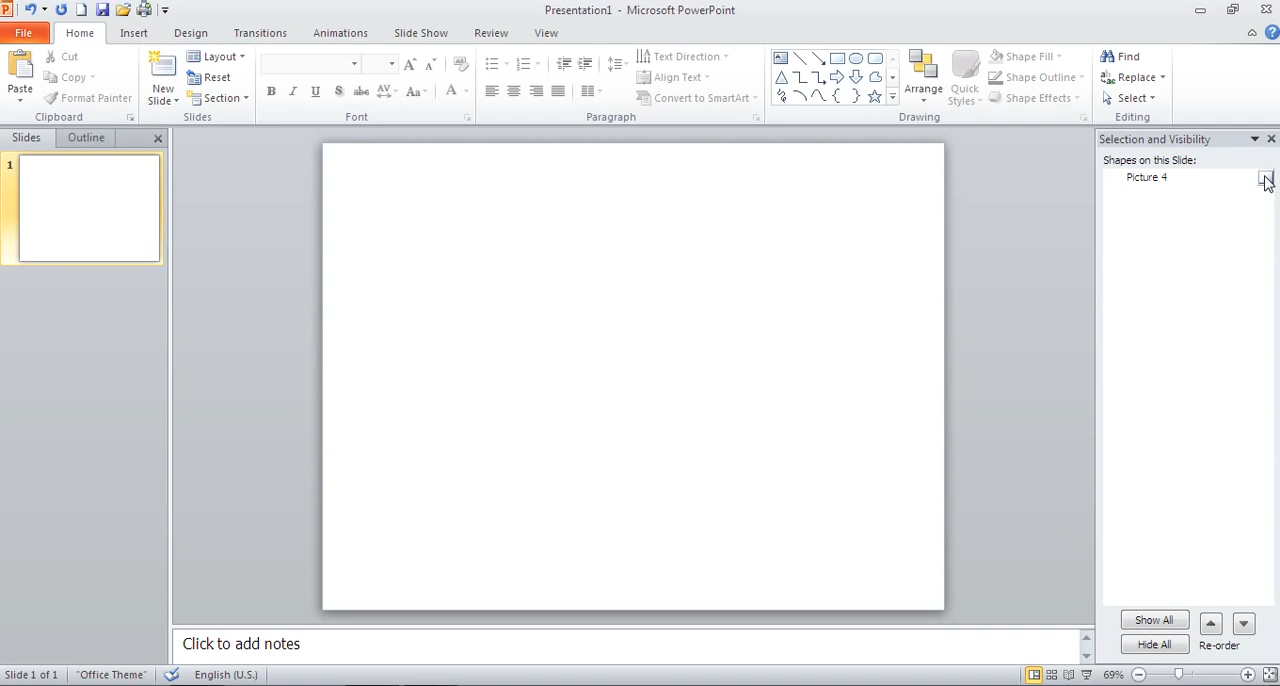 Presentation1 - Microsoft PowerPoint
File Home Insert Design Transitions Animations Slide Show Review View
Paste
Cut
Copy
Format Painter
Clipboard
New Slide
Layout
Reset
Section
Slides
B I U S abc AV Aa A
Font
Text Direction
Align Text
Convert to SmartArt
Paragraph
Arrange
Quick Styles
Shape Fill
Shape Outline
Shape Effects
Drawing
Find
Replace
Select
Editing
Slides Outline
1
Selection and Visibility
Shapes on this Slide:
Picture 4
Show All
Hide All
Re-order
Click to add notes
Slide 1 of 1 "Office Theme" English (U.S.) 69%